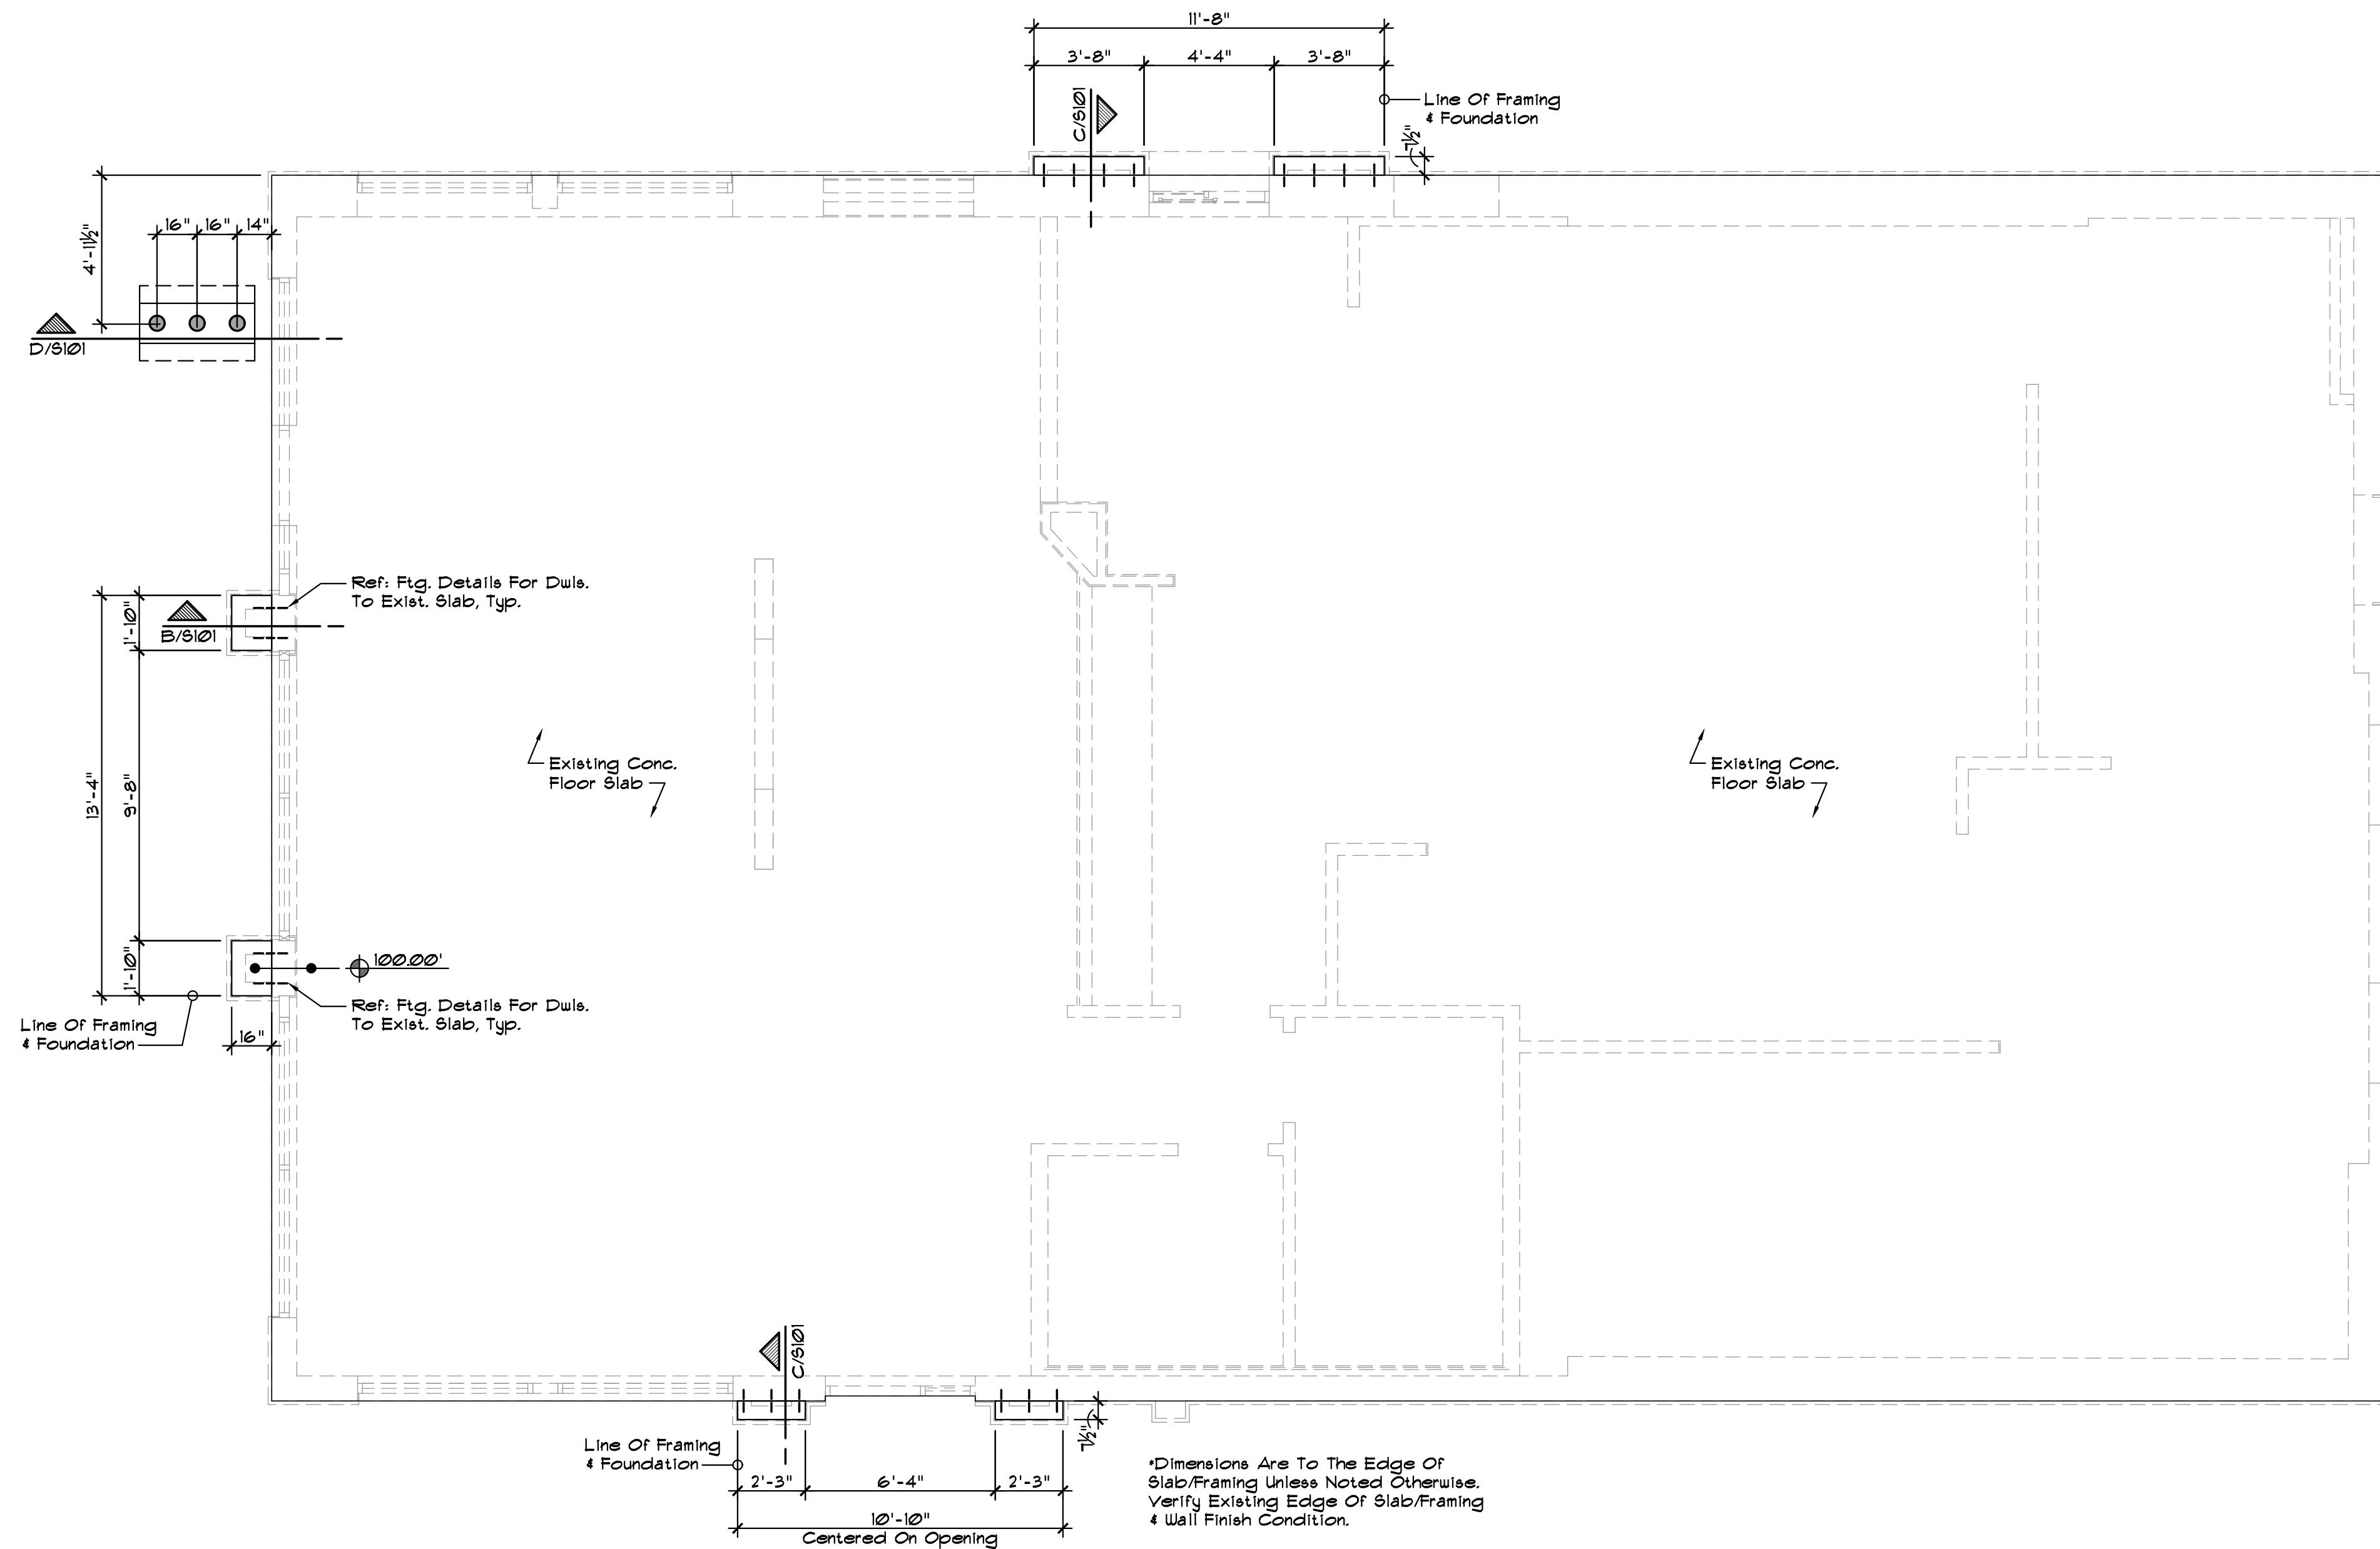 11'-8"
3'-8"
4'-4"
3'-8"
C/S101
Line Of Framing
& Foundation
7½"
4'-11½"
16"
16"
14"
D/S101
Ref: Ftg. Details For Dwls.
To Exist. Slab, Typ.
1'-10"
B/S101
13'-4"
9'-8"
Existing Conc.
Floor Slab
Existing Conc.
Floor Slab
1'-10"
100.00'
Ref: Ftg. Details For Dwls.
To Exist. Slab, Typ.
Line Of Framing
& Foundation
16"
C/S101
Line Of Framing
& Foundation
7½"
2'-3"
6'-4"
2'-3"
10'-10"
Centered On Opening
*Dimensions Are To The Edge Of
Slab/Framing Unless Noted Otherwise.
Verify Existing Edge Of Slab/Framing
& Wall Finish Condition.